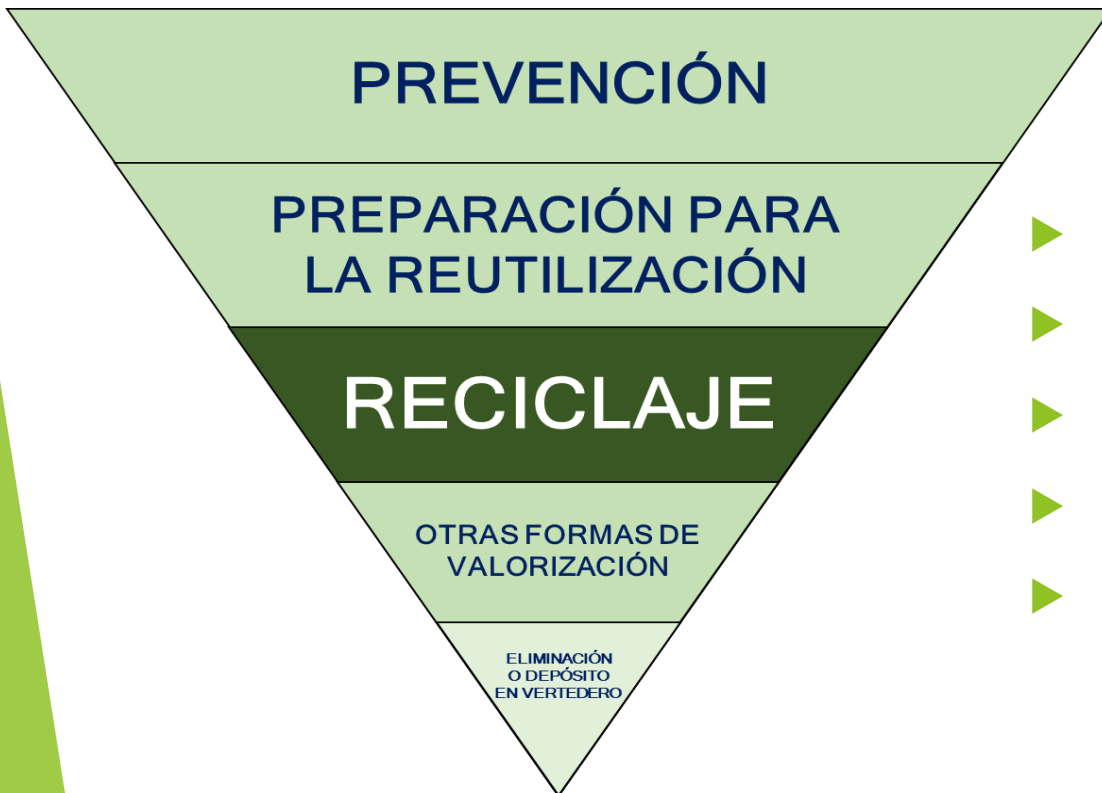 PREVENCIÓN
PREPARACIÓN PARA
LA REUTILIZACIÓN
RECICLAJE
OTRAS FORMAS DE
VALORIZACIÓN
ELIMINACIÓN
O DEPÓSITO
EN VERTEDERO